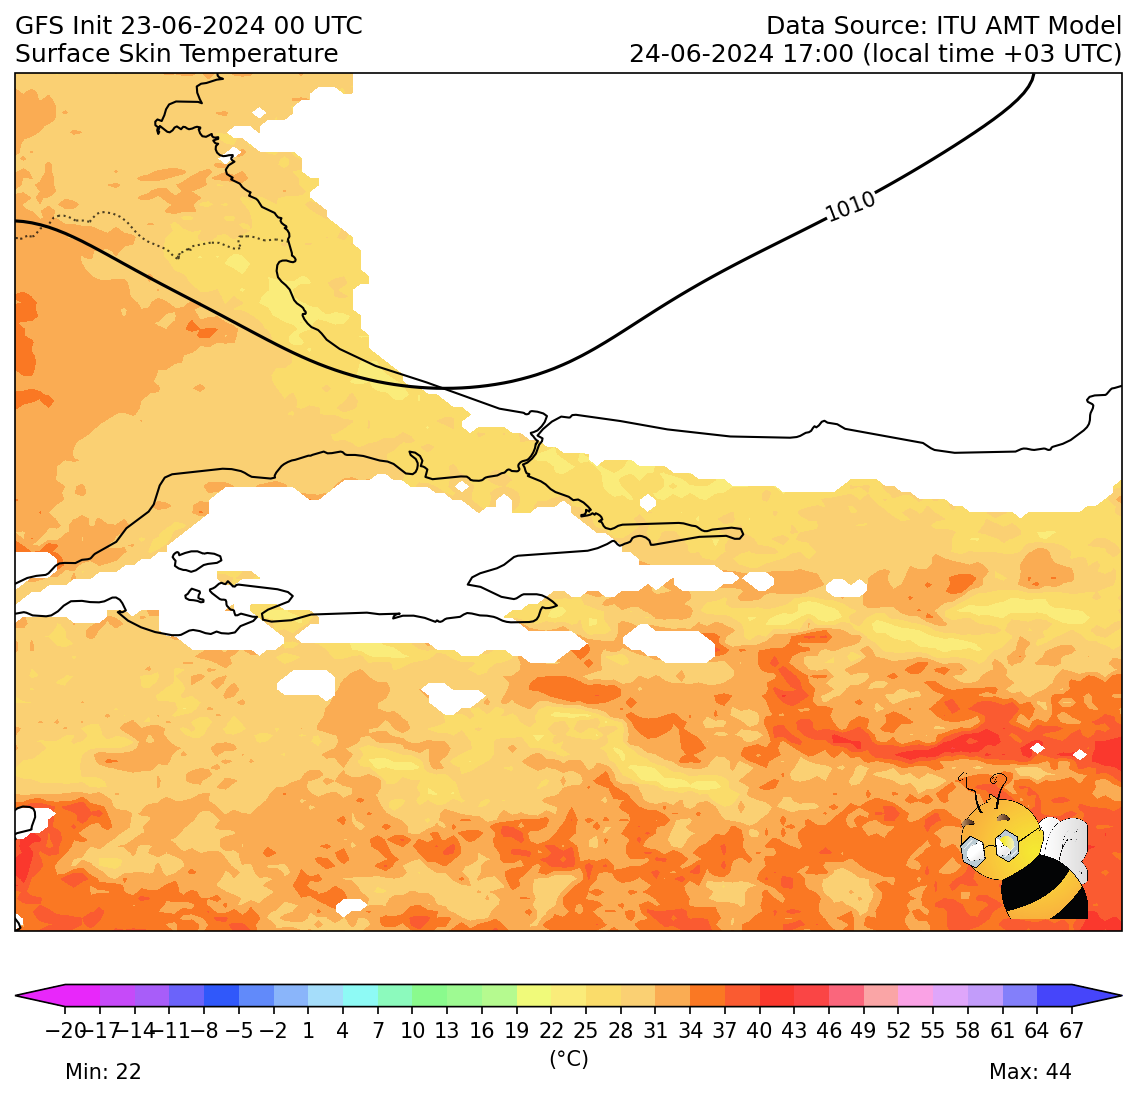 GFS Init 23-06-2024 00 UTC
Data Source: ITU AMT Model
Surface Skin Temperature
24-06-2024 17:00 (local time +03 UTC)
1010
−20 −17 −14 −11 −8 −5 −2 1 4 7 10 13 16 19 22 25 28 31 34 37 40 43 46 49 52 55 58 61 64 67
(°C)
Min: 22
Max: 44